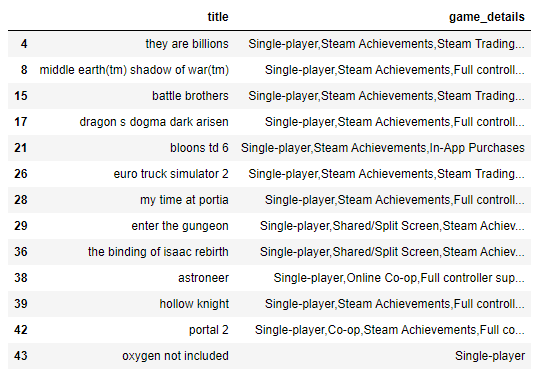 title game_details
4 they are billions Single-player,Steam Achievements,Steam Trading...
8 middle earth(tm) shadow of war(tm) Single-player,Steam Achievements,Full controll...
15 battle brothers Single-player,Steam Achievements,Steam Trading...
17 dragon s dogma dark arisen Single-player,Steam Achievements,Full controll...
21 bloons td 6 Single-player,Steam Achievements,In-App Purchases
26 euro truck simulator 2 Single-player,Steam Achievements,Steam Trading...
28 my time at portia Single-player,Steam Achievements,Full controll...
29 enter the gungeon Single-player,Shared/Split Screen,Steam Achiev...
36 the binding of isaac rebirth Single-player,Shared/Split Screen,Steam Achiev...
38 astroneer Single-player,Online Co-op,Full controller sup...
39 hollow knight Single-player,Steam Achievements,Full controll...
42 portal 2 Single-player,Co-op,Steam Achievements,Full co...
43 oxygen not included Single-player